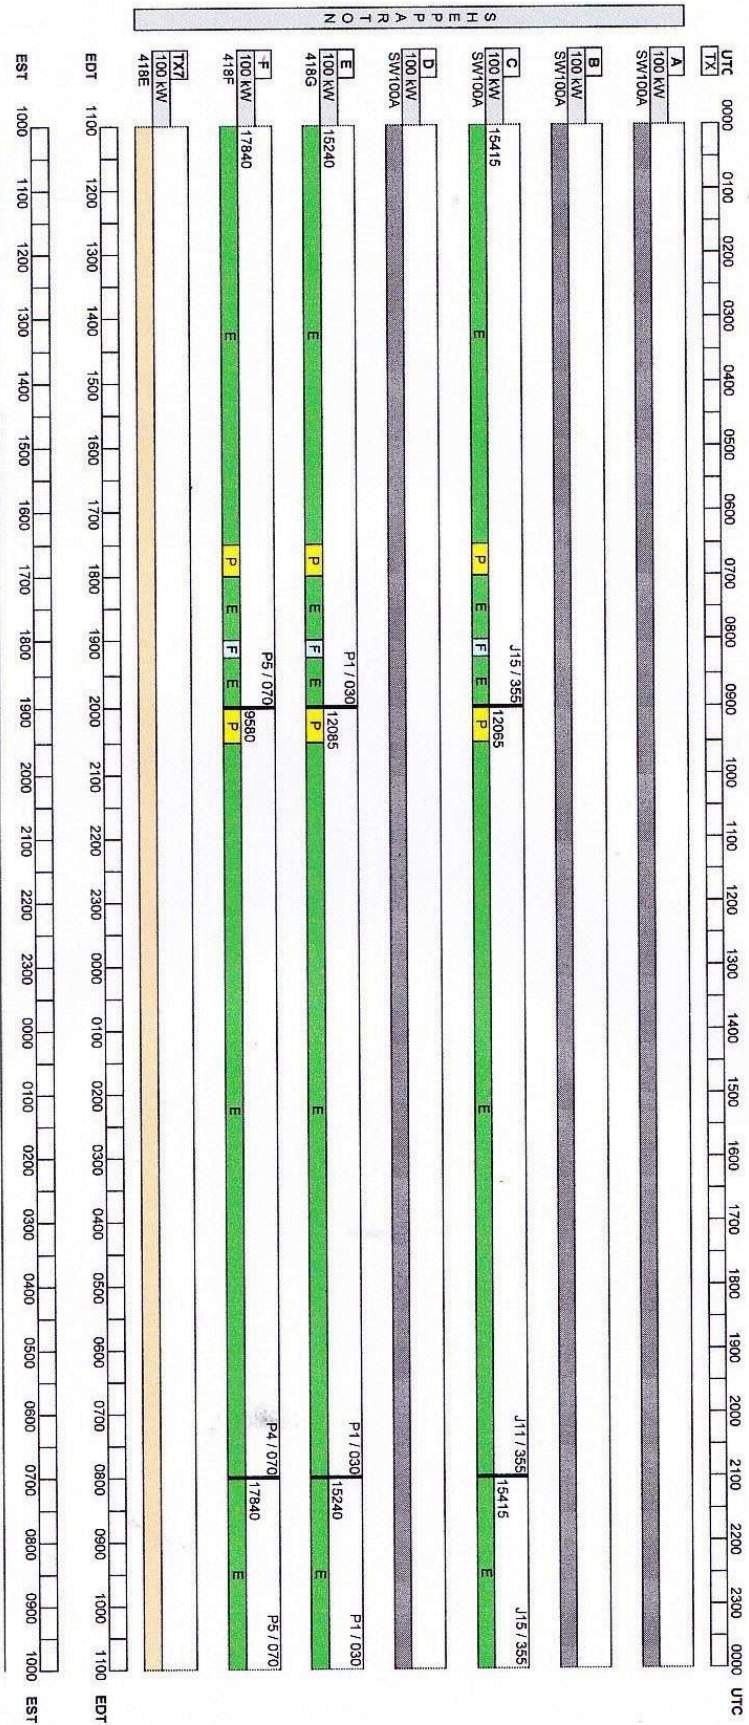 UTC 0000 0100 0200 0300 0400 0500 0600 0700 0800 0900 1000 1100 1200 1300 1400 1500 1600 1700 1800 1900 2000 2100 2200 2300 0000 UTC
TX
SHEPPARTON
A 100 kW
SW100A
B 100 kW
SW100A
C 100 kW 15415 J15 / 355 12065 J11 / 355 15415 J15 / 355
SW100A E P E F E P E E
D 100 kW
SW100A
E 100 kW 15240 P1 / 030 12085 P1 / 030 15240 P1 / 030
418G E P E F E P E E
F 100 kW 17840 P5 / 070 9580 P4 / 070 17840 P5 / 070
418F E P E F E P E E
TX7 100 kW
418E
EDT 1100 1200 1300 1400 1500 1600 1700 1800 1900 2000 2100 2200 2300 0000 0100 0200 0300 0400 0500 0600 0700 0800 0900 1000 1100 EDT
EST 1000 1100 1200 1300 1400 1500 1600 1700 1800 1900 2000 2100 2200 2300 0000 0100 0200 0300 0400 0500 0600 0700 0800 0900 1000 EST